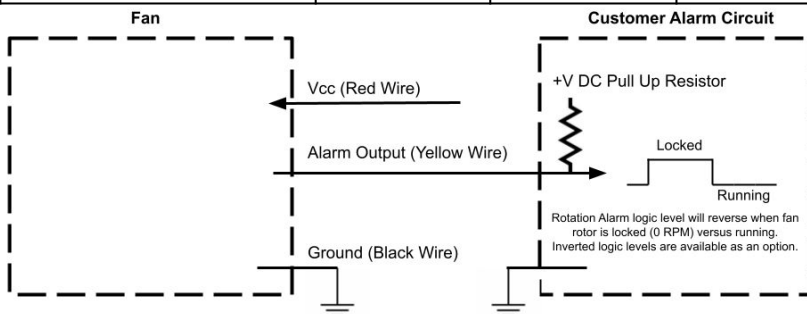 Fan
Customer Alarm Circuit
+V DC Pull Up Resistor
Vcc (Red Wire)
Alarm Output (Yellow Wire)
Locked
Running
Rotation Alarm logic level will reverse when fan
rotor is locked (0 RPM) versus running.
Inverted logic levels are available as an option.
Ground (Black Wire)